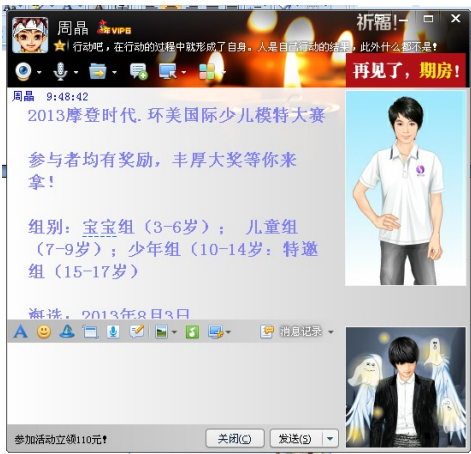 周晶 年VIP6
祈福!
行动吧，在行动的过程中就形成了自身。人是自己行动的结果，此外什么都不是!
再见了，期房!
周晶 9:48:42
2013摩登时代.环美国际少儿模特大赛
参与者均有奖励，丰厚大奖等你来
拿!
组别：宝宝组（3-6岁）； 儿童组
（7-9岁）；少年组（10-14岁：特邀
组（15-17岁）
海选：2013年8月3日
消息记录
参加活动立领110元!
关闭(C)
发送(S)